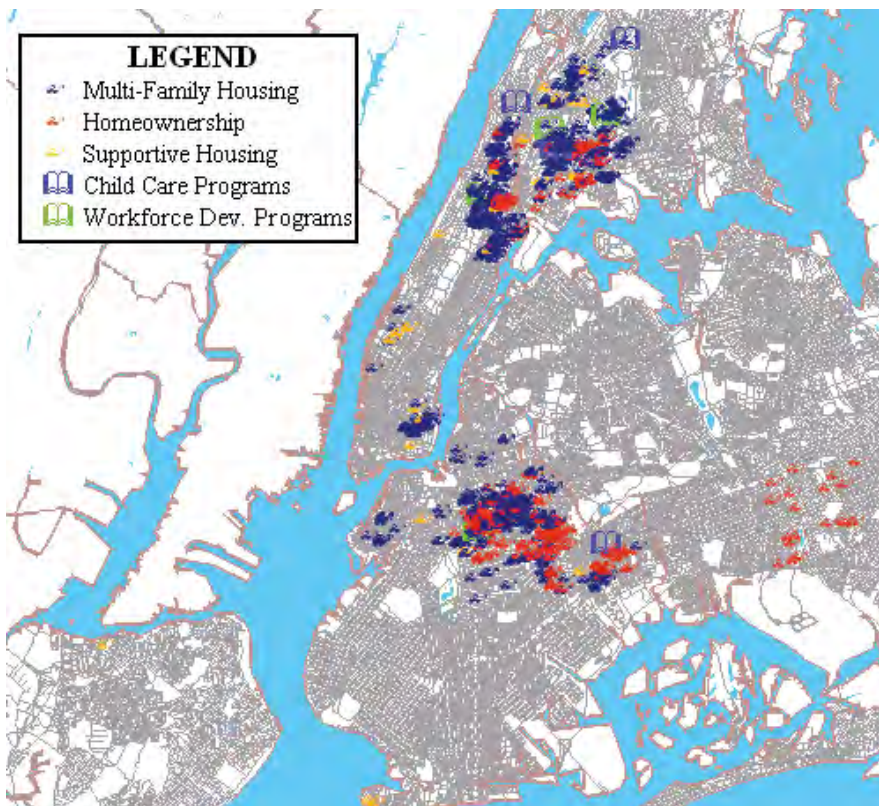 LEGEND
Multi-Family Housing
Homeownership
Supportive Housing
Child Care Programs
Workforce Dev. Programs